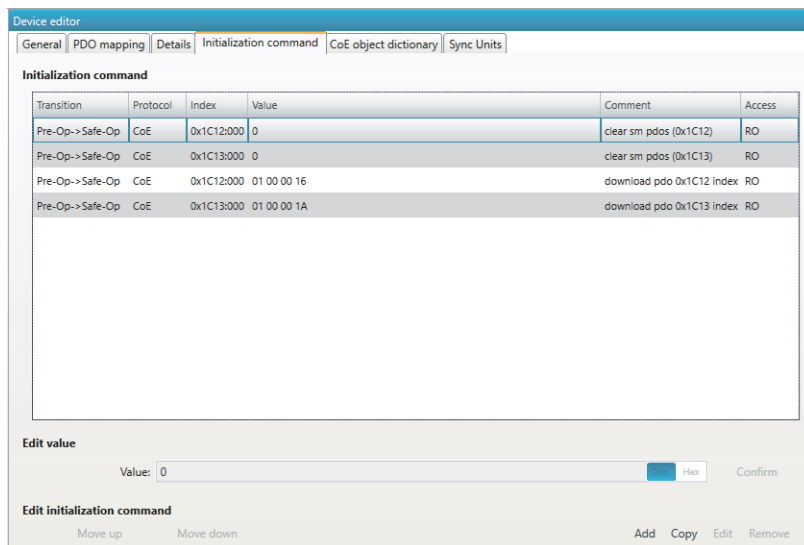 Device editor
General PDO mapping Details Initialization command CoE object dictionary Sync Units
Initialization command
Transition Protocol Index Value Comment Access
Pre-Op->Safe-Op CoE 0x1C12:000 0 clear sm pdos (0x1C12) RO
Pre-Op->Safe-Op CoE 0x1C13:000 0 clear sm pdos (0x1C13) RO
Pre-Op->Safe-Op CoE 0x1C12:000 01 00 00 16 download pdo 0x1C12 index RO
Pre-Op->Safe-Op CoE 0x1C13:000 01 00 00 1A download pdo 0x1C13 index RO
Edit value
Value: 0 Dec Hex Confirm
Edit initialization command
Move up Move down Add Copy Edit Remove